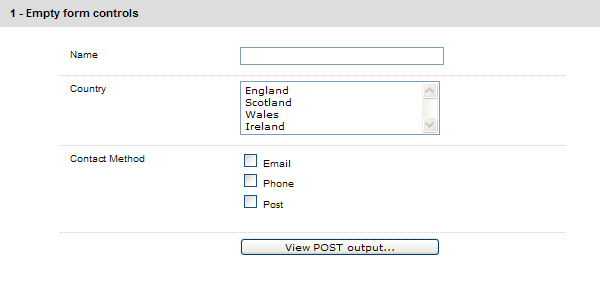 1 - Empty form controls
Name
Country
England
Scotland
Wales
Ireland
Contact Method
Email
Phone
Post
View POST output...